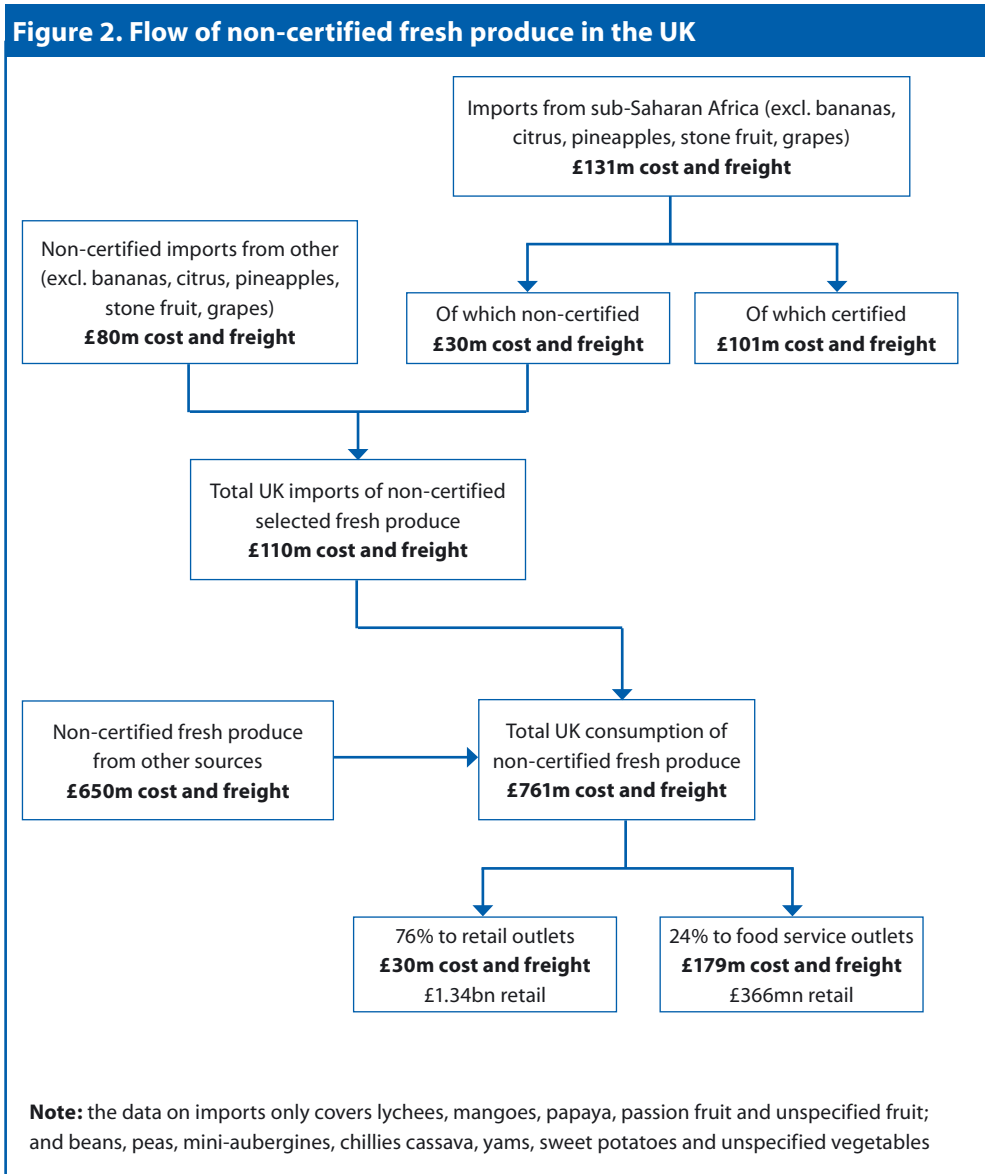 Figure 2. Flow of non-certified fresh produce in the UK
Imports from sub-Saharan Africa (excl. bananas,
citrus, pineapples, stone fruit, grapes)
£131m cost and freight
Non-certified imports from other
(excl. bananas, citrus, pineapples,
stone fruit, grapes)
£80m cost and freight
Of which non-certified
£30m cost and freight
Of which certified
£101m cost and freight
Total UK imports of non-certified
selected fresh produce
£110m cost and freight
Non-certified fresh produce
from other sources
£650m cost and freight
Total UK consumption of
non-certified fresh produce
£761m cost and freight
76% to retail outlets
£30m cost and freight
£1.34bn retail
24% to food service outlets
£179m cost and freight
£366mn retail
Note: the data on imports only covers lychees, mangoes, papaya, passion fruit and unspecified fruit;
and beans, peas, mini-aubergines, chillies cassava, yams, sweet potatoes and unspecified vegetables